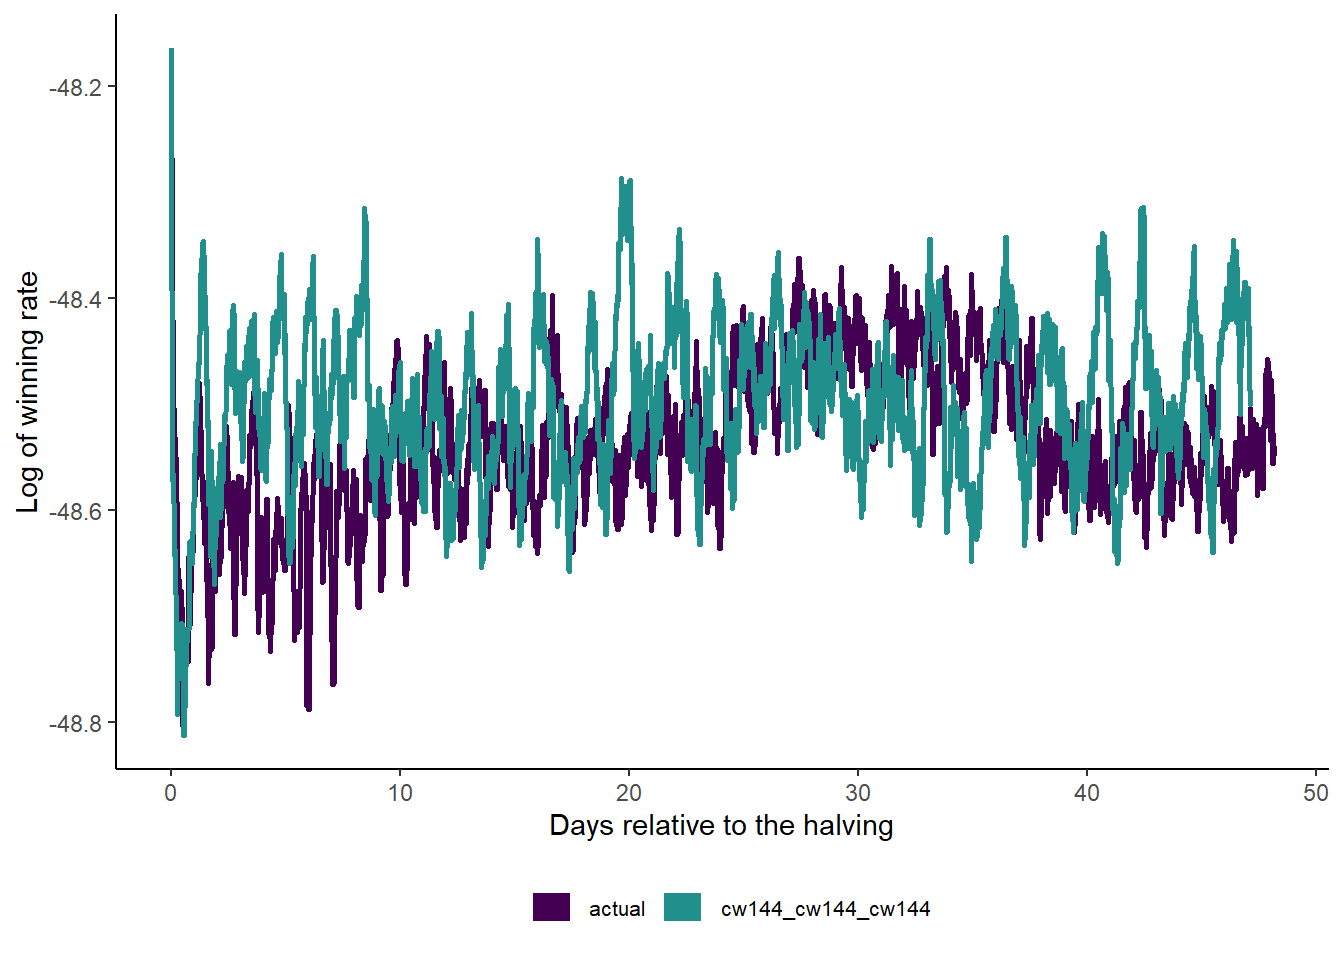 -48.2
-48.4
-48.6
-48.8
Log of winning rate
0 10 20 30 40 50
Days relative to the halving
actual cw144_cw144_cw144